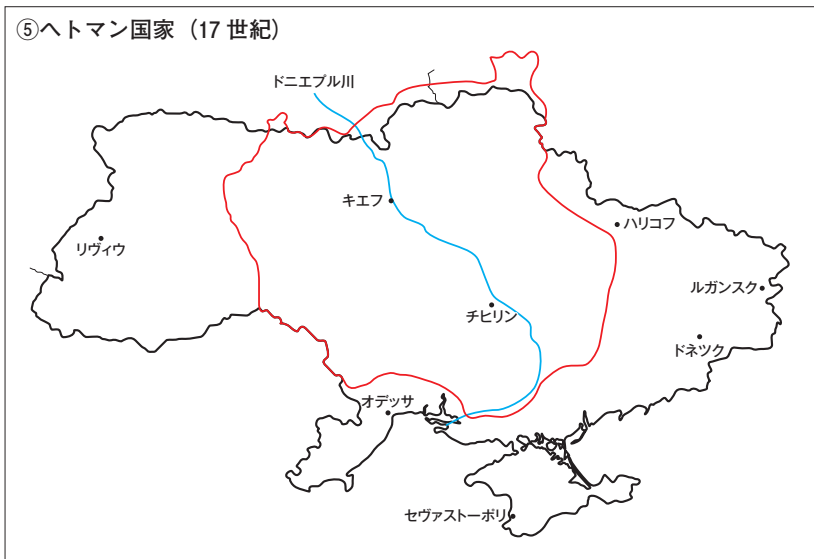 ⑤ヘトマン国家（17 世紀）
ドニエプル川
キエフ
ハリコフ
リヴィウ
ルガンスク
チヒリン
ドネツク
オデッサ
セヴァストーポリ